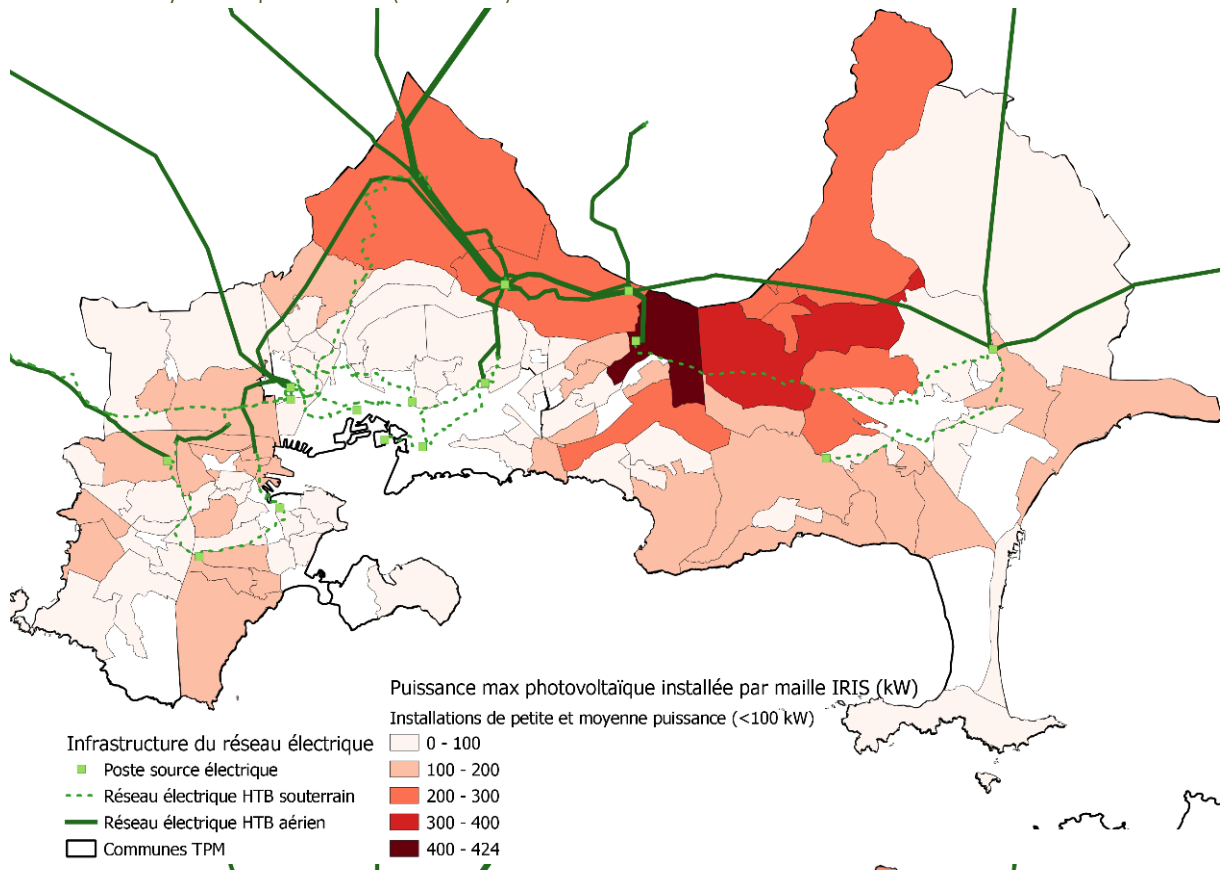 Puissance max photovoltaïque installée par maille IRIS (kW)
Installations de petite et moyenne puissance (<100 kW)
0 - 100
100 - 200
200 - 300
300 - 400
400 - 424
Infrastructure du réseau électrique
Poste source électrique
Réseau électrique HTB souterrain
Réseau électrique HTB aérien
Communes TPM